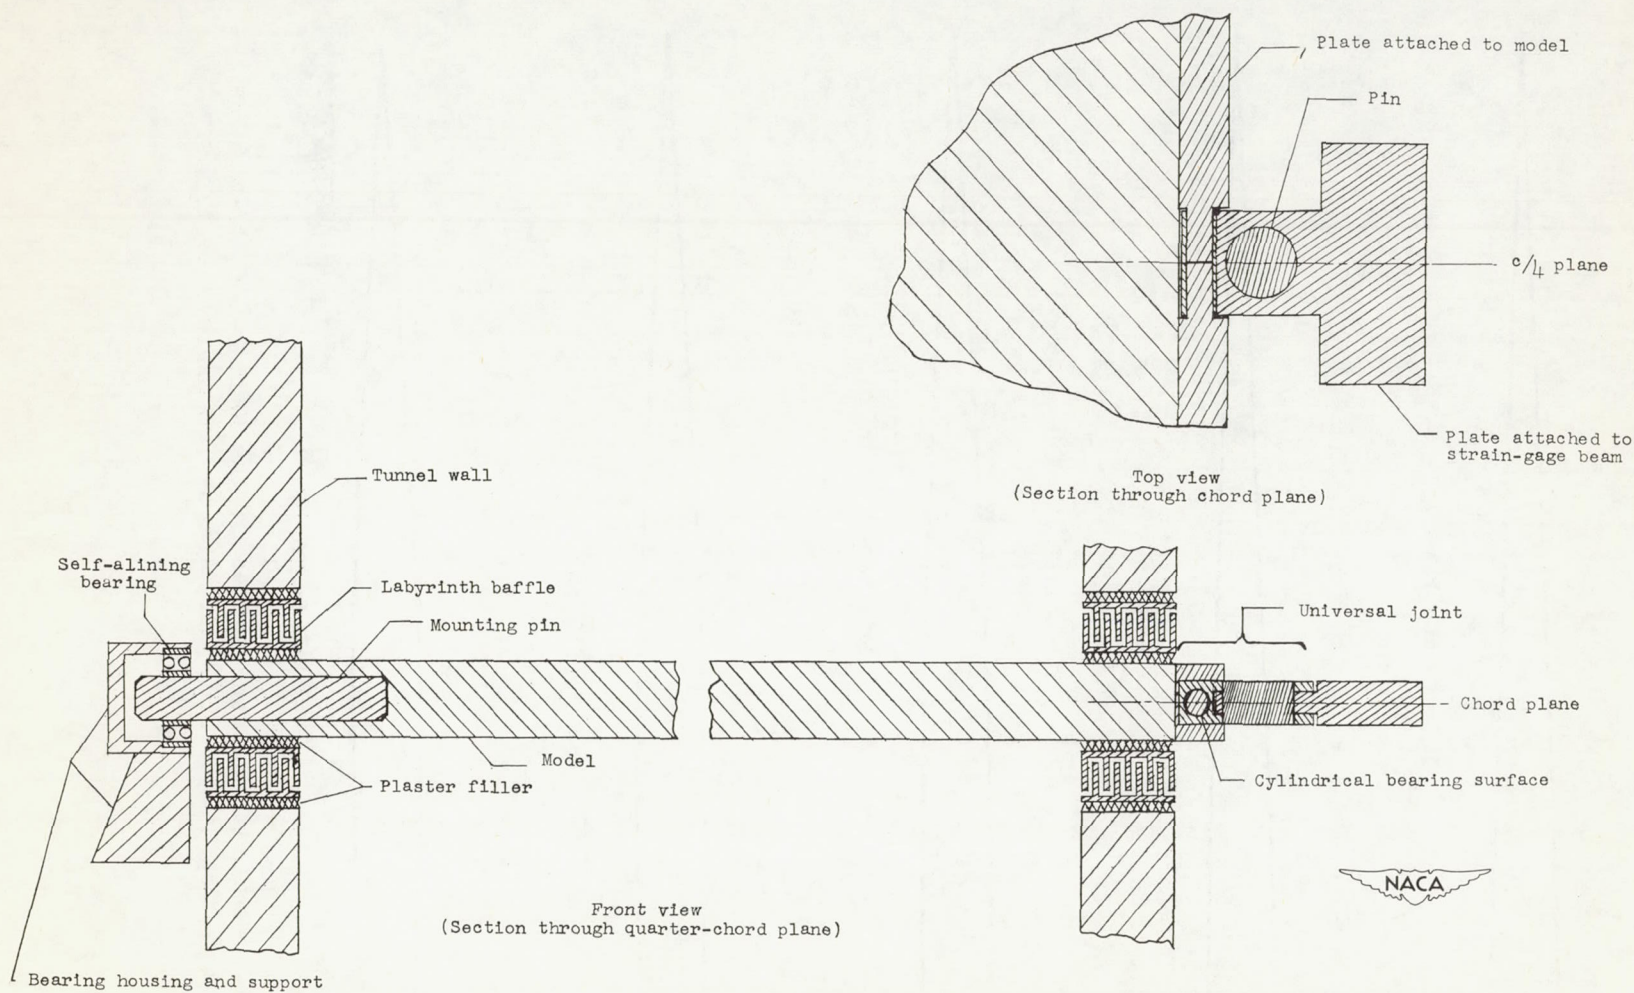 Plate attached to model
Pin
c/4 plane
Plate attached to
strain-gage beam
Top view
(Section through chord plane)
Tunnel wall
Self-alining
bearing
Labyrinth baffle
Mounting pin
Universal joint
Chord plane
Model
Cylindrical bearing surface
Plaster filler
NACA
Front view
(Section through quarter-chord plane)
Bearing housing and support